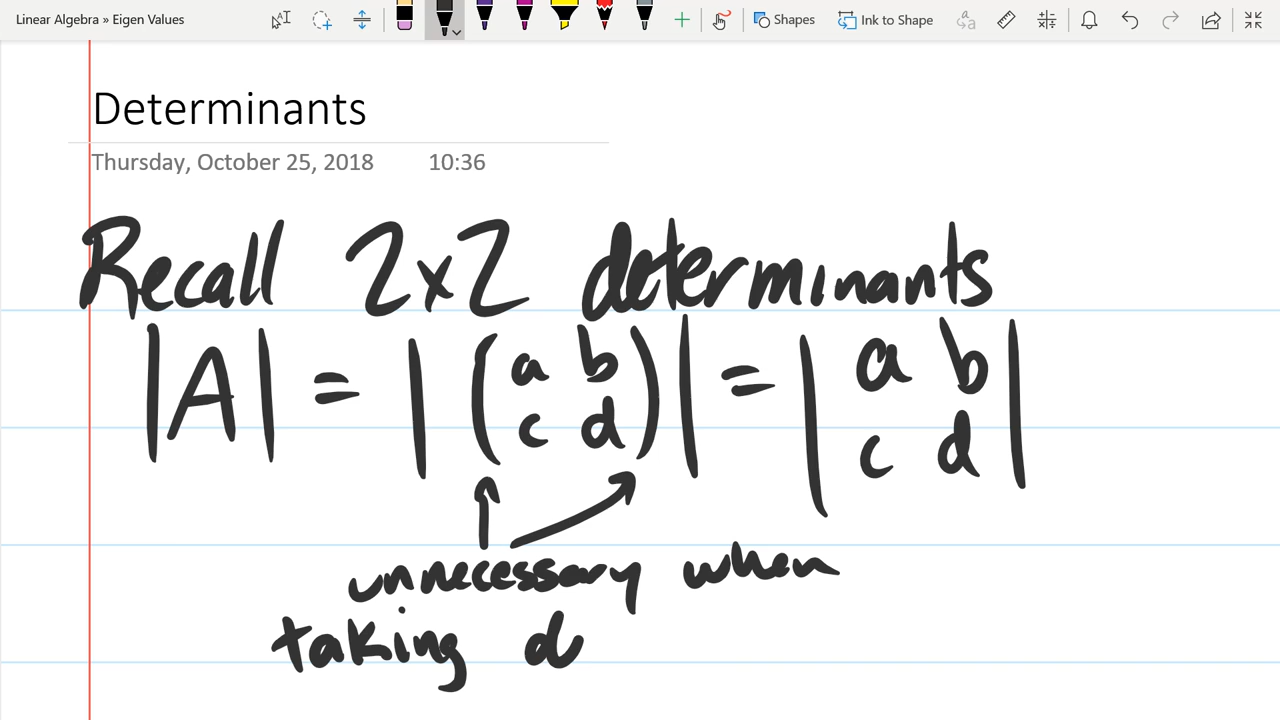 Linear Algebra » Eigen Values
Shapes
Ink to Shape
Determinants
Thursday, October 25, 2018 10:36
Recall 2x2 determinants
|A| = |(a b
c d)| = |a b
c d|
unnecessary when
taking d